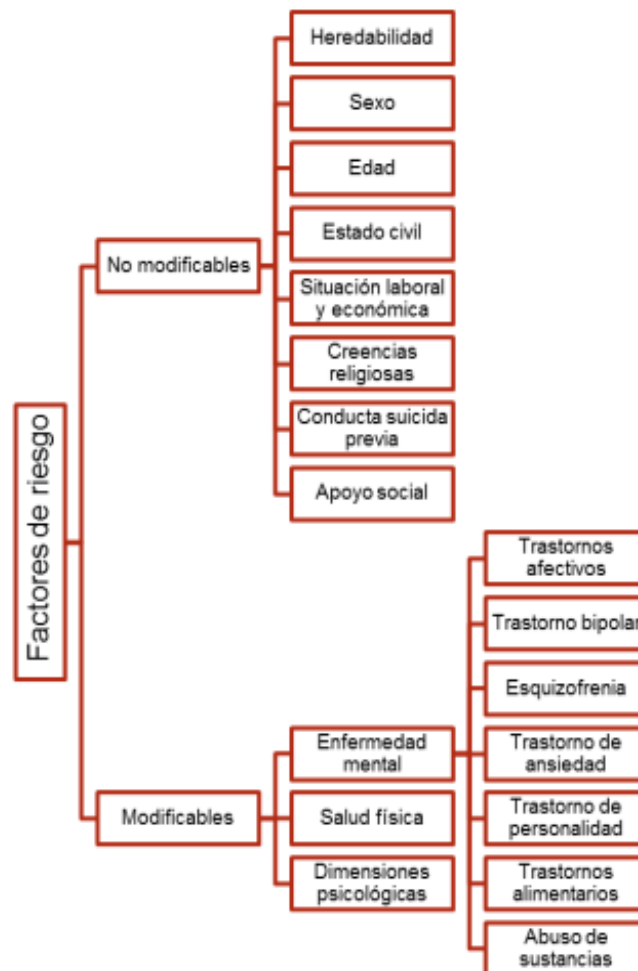 Factores de riesgo
No modificables
Heredabilidad
Sexo
Edad
Estado civil
Situación laboral
y económica
Creencias
religiosas
Conducta suicida
previa
Apoyo social
Modificables
Enfermedad
mental
Trastornos
afectivos
Trastorno bipolar
Esquizofrenia
Trastorno de
ansiedad
Trastorno de
personalidad
Trastornos
alimentarios
Abuso de
sustancias
Salud física
Dimensiones
psicológicas